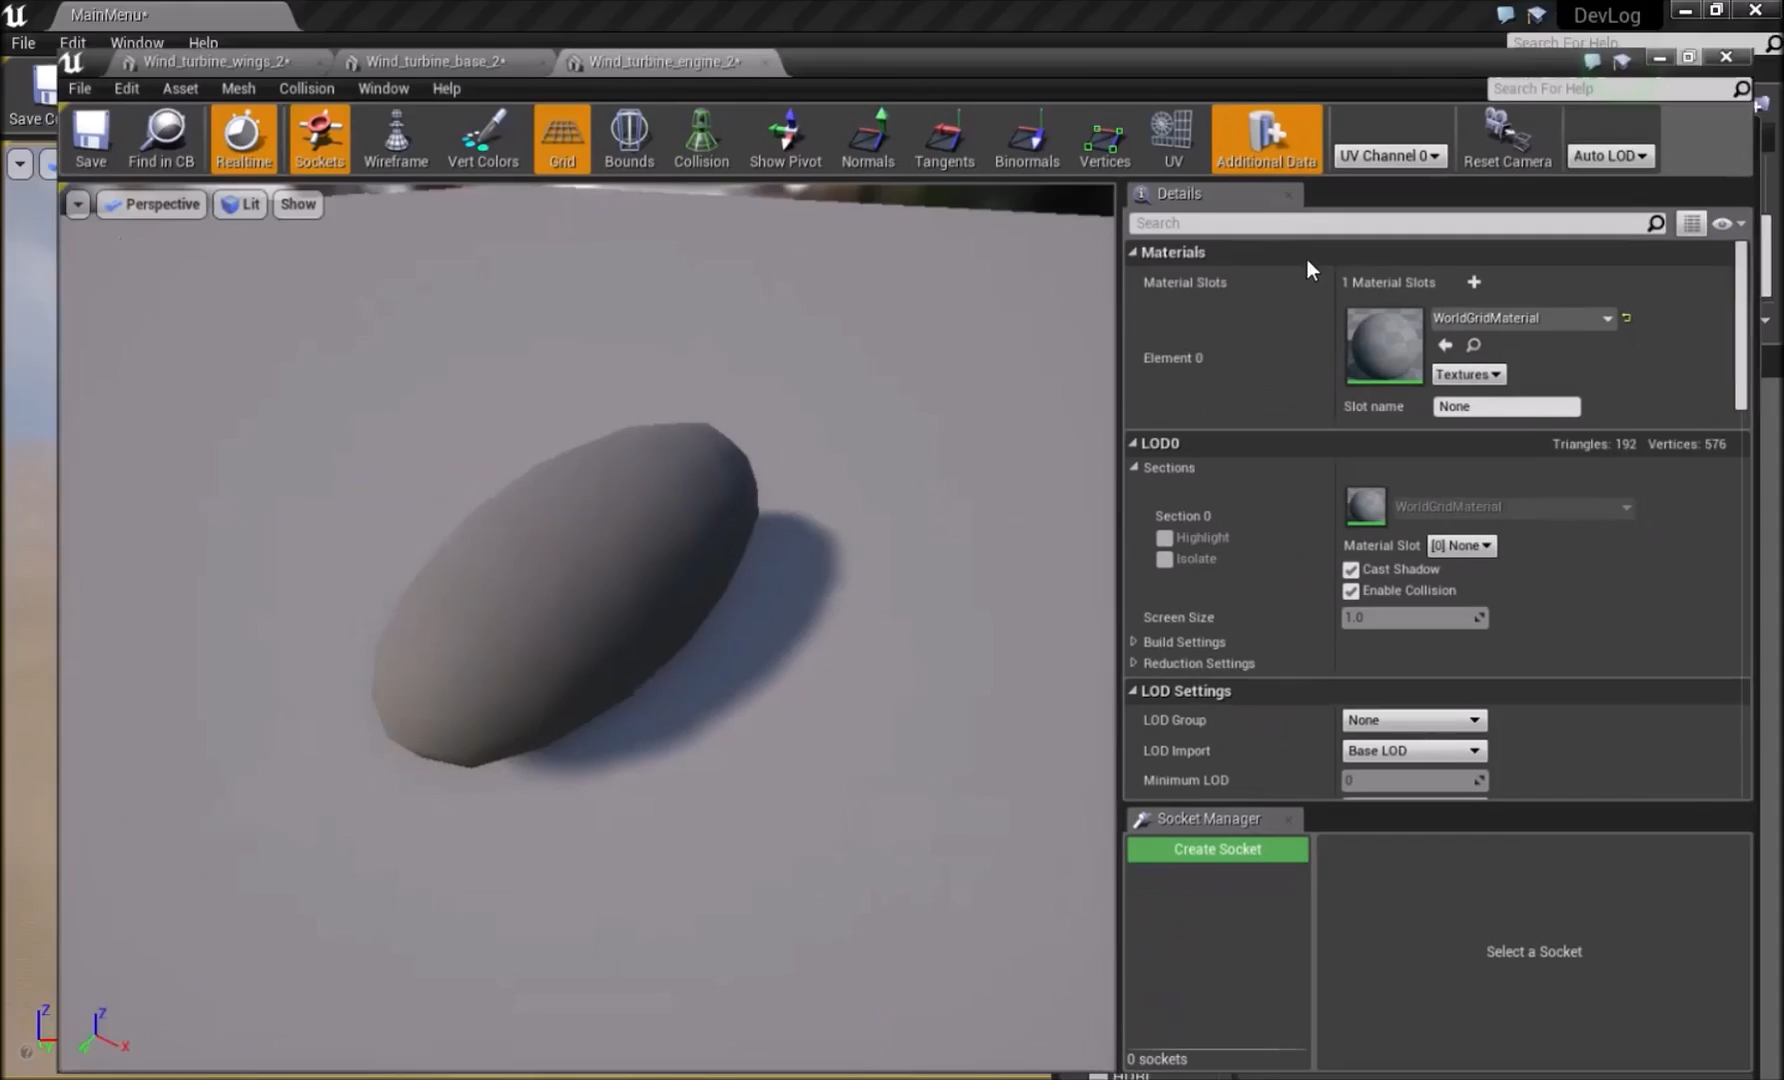 MainMenu*
DevLog
File Edit Window Help
Search For Help
Wind_turbine_wings_2*
Wind_turbine_base_2*
Wind_turbine_engine_2*
File Edit Asset Mesh Collision Window Help
Search For Help
Save Co
Save
Find in CB
Realtime
Sockets
Wireframe
Vert Colors
Grid
Bounds
Collision
Show Pivot
Normals
Tangents
Binormals
Vertices
UV
Additional Data
UV Channel 0
Reset Camera
Auto LOD
Perspective
Lit
Show
Details
Search
Materials
Material Slots
1 Material Slots
Element 0
WorldGridMaterial
Textures
Slot name
None
LOD0
Triangles: 192 Vertices: 576
Sections
Section 0
Highlight
Isolate
WorldGridMaterial
Material Slot
[0] None
Cast Shadow
Enable Collision
Screen Size
1.0
Build Settings
Reduction Settings
LOD Settings
LOD Group
None
LOD Import
Base LOD
Minimum LOD
0
Socket Manager
Create Socket
Select a Socket
0 sockets
Z
Z
X
Y